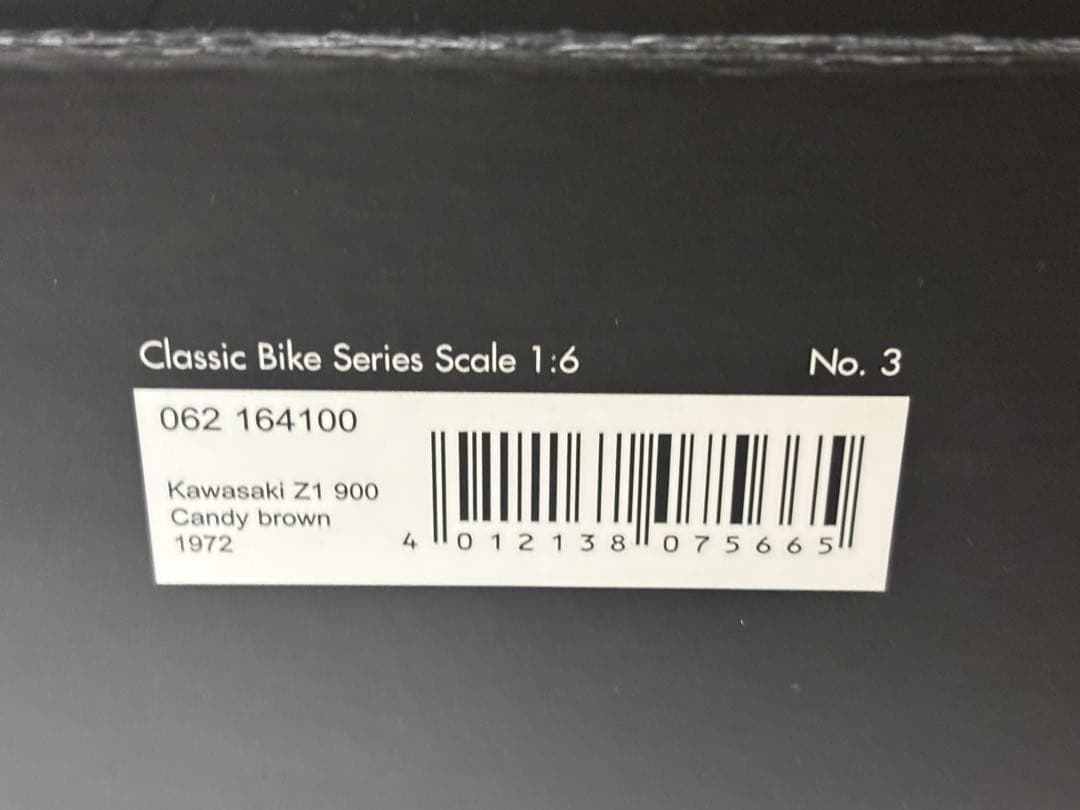 Classic Bike Series Scale 1:6 No. 3
062 164100
Kawasaki Z1 900
Candy brown
1972
4 012138 075665